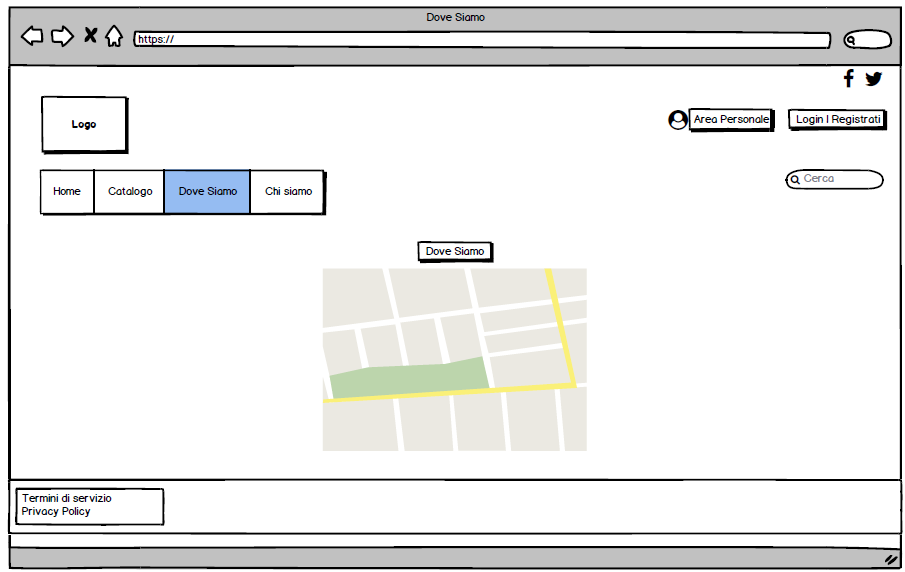 Dove Siamo
https://
Logo
Area Personale
Login | Registrati
Home
Catalogo
Dove Siamo
Chi siamo
Cerca
Dove Siamo
Termini di servizio
Privacy Policy